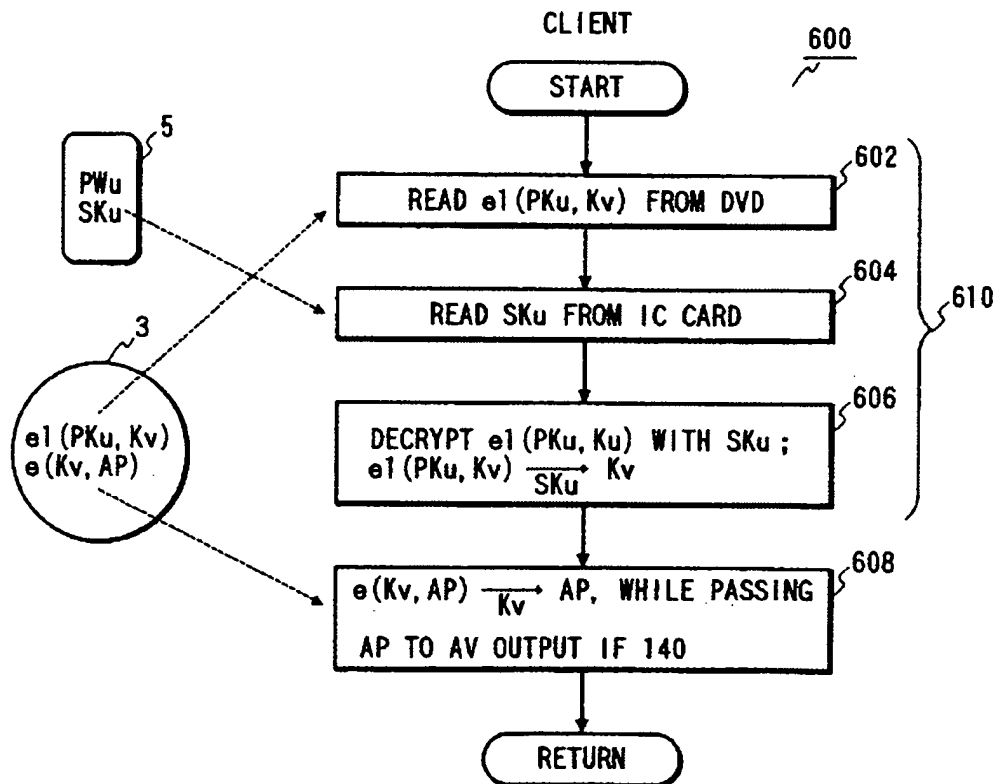 CLIENT
600
START
5
PWu
SKu
602
READ e1(PKu, Kv) FROM DVD
604
READ SKu FROM IC CARD
610
3
e1(PKu, Kv)
e(Kv, AP)
606
DECRYPT e1(PKu, Ku) WITH SKu ;
e1(PKu, Kv) → Kv
SKu
608
e(Kv, AP) → AP, WHILE PASSING
Kv
AP TO AV OUTPUT IF 140
RETURN